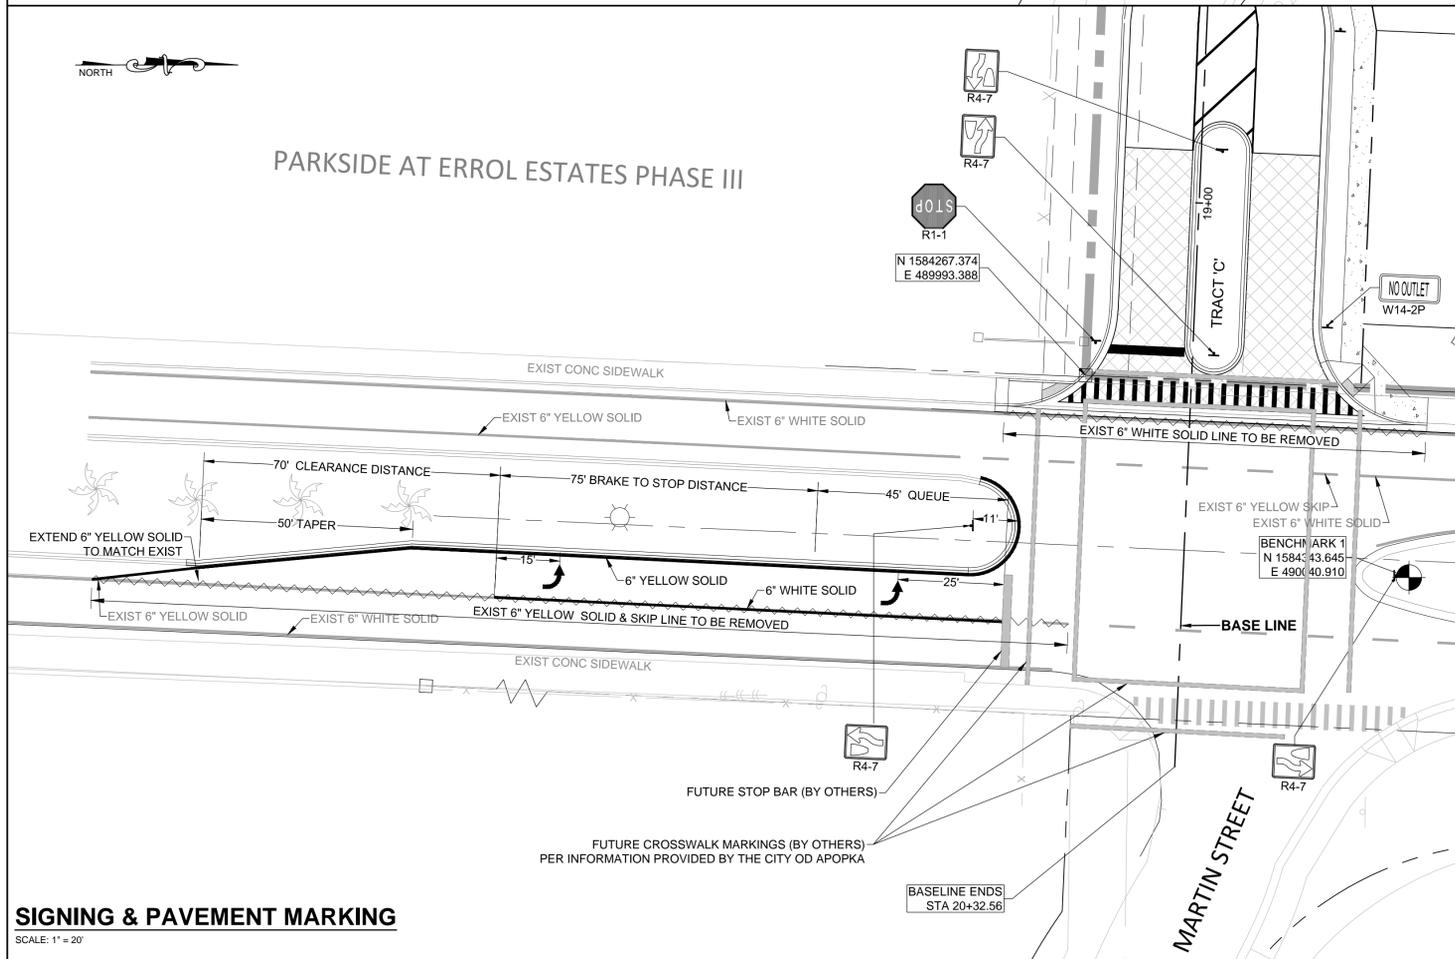 NORTH
PARKSIDE AT ERROL ESTATES PHASE III
R4-7
R4-7
STOP
R1-1
N 1584267.374
E 489993.388
19+00
TRACT 'C'
NO OUTLET
W14-2P
EXIST CONC SIDEWALK
EXIST 6" YELLOW SOLID
EXIST 6" WHITE SOLID
EXIST 6" WHITE SOLID LINE TO BE REMOVED
70' CLEARANCE DISTANCE
75' BRAKE TO STOP DISTANCE
45' QUEUE
EXIST 6" YELLOW SKIP
EXIST 6" WHITE SOLID
50' TAPER
11'
EXTEND 6" YELLOW SOLID
TO MATCH EXIST
BENCHMARK 1
N 1584343.645
E 490040.910
15'
6" YELLOW SOLID
25'
6" WHITE SOLID
EXIST 6" YELLOW SOLID
EXIST 6" WHITE SOLID
EXIST 6" YELLOW SOLID & SKIP LINE TO BE REMOVED
BASE LINE
EXIST CONC SIDEWALK
R4-7
R4-7
FUTURE STOP BAR (BY OTHERS)
FUTURE CROSSWALK MARKINGS (BY OTHERS)
PER INFORMATION PROVIDED BY THE CITY OD APOPKA
BASELINE ENDS
STA 20+32.56
MARTIN STREET
SIGNING & PAVEMENT MARKING
SCALE: 1" = 20'